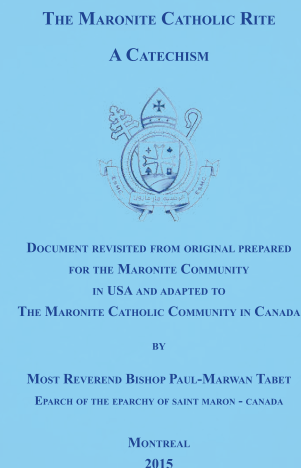 The Maronite Catholic Rite
A Catechism
Document revisited from original prepared
for the Maronite Community
in USA and adapted to
The Maronite Catholic Community in Canada
by
Most Reverend Bishop Paul-Marwan Tabet
Eparch of the eparchy of saint maron - canada
Montreal
2015